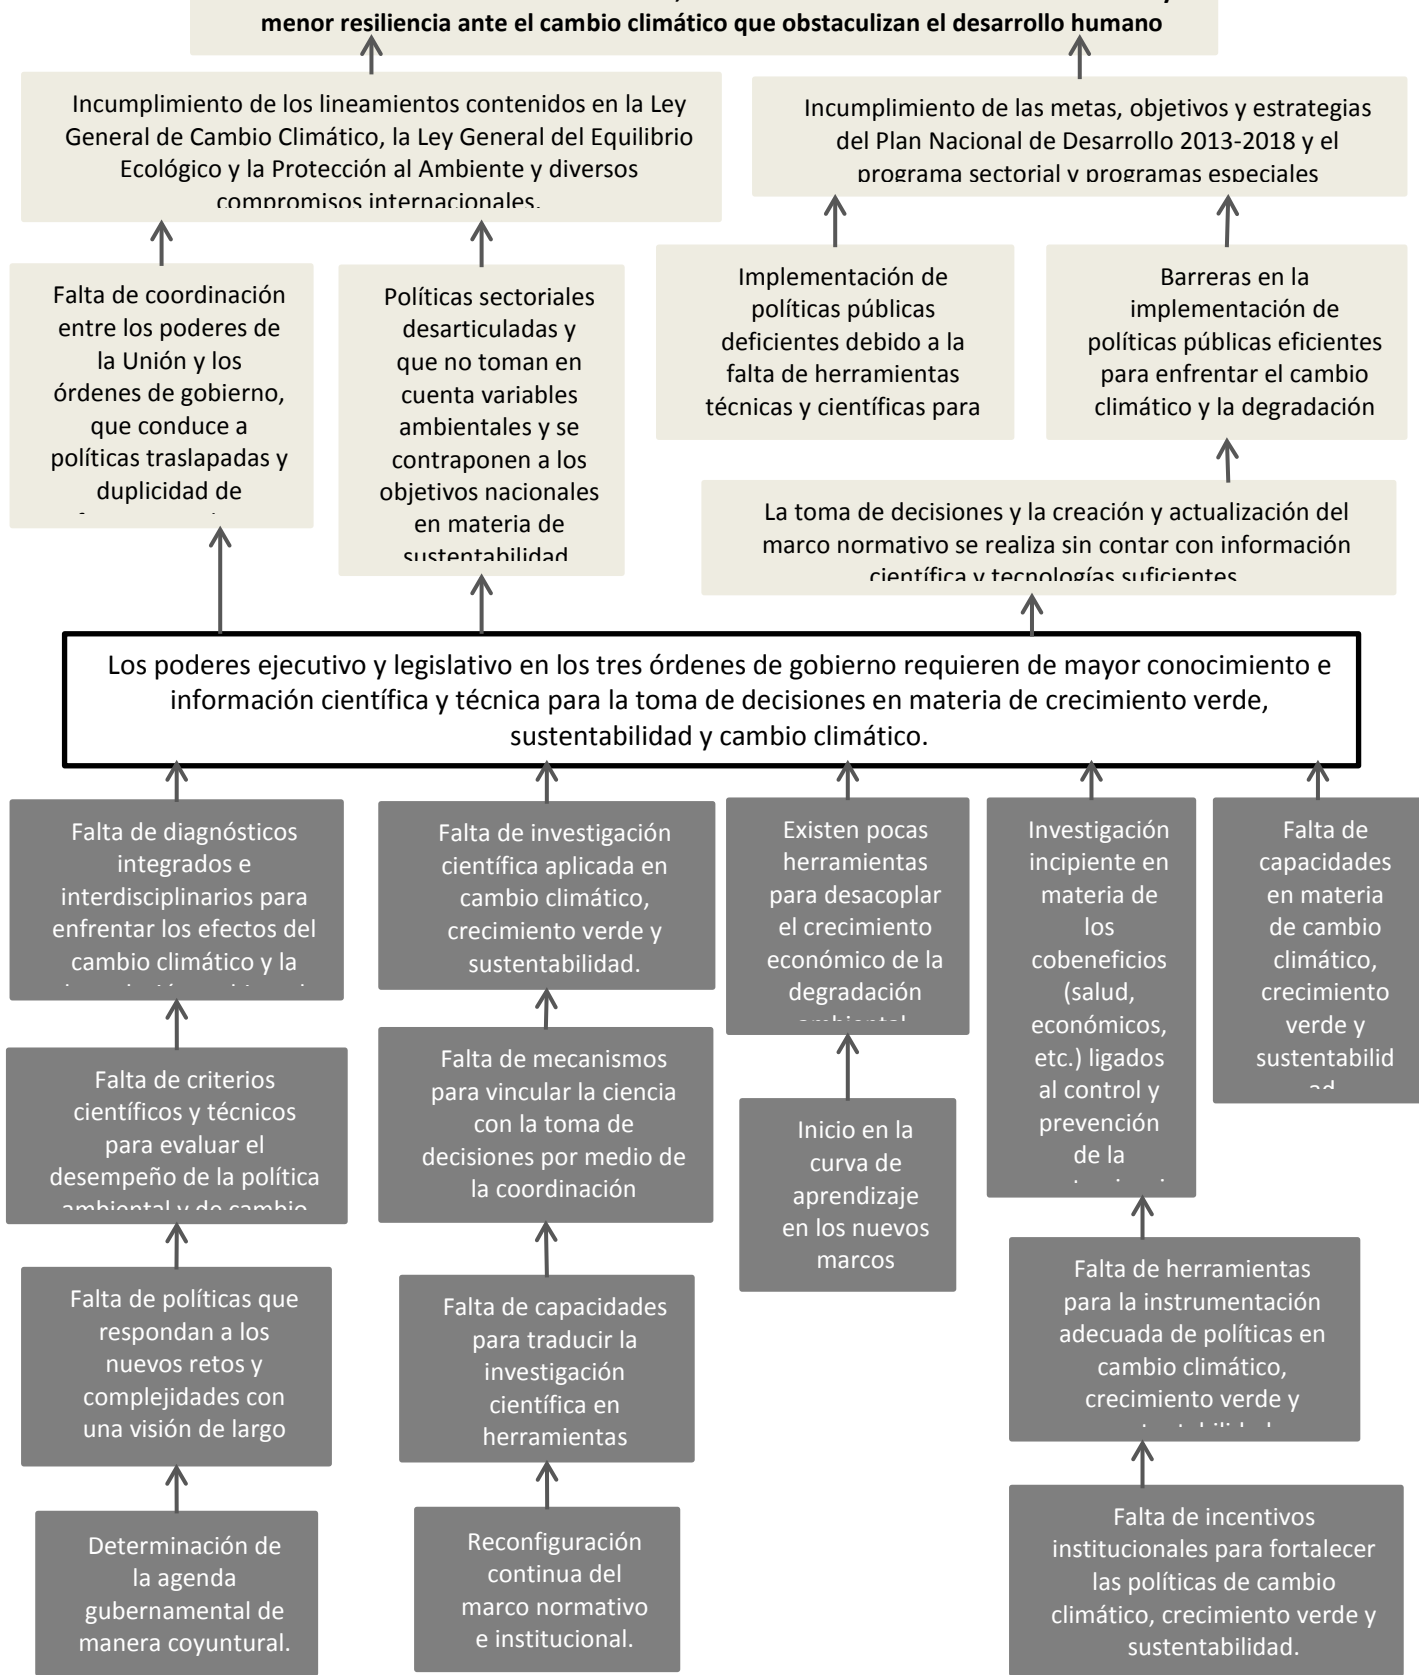 menor resiliencia ante el cambio climático que obstaculizan el desarrollo humano
Incumplimiento de los lineamientos contenidos en la Ley
General de Cambio Climático, la Ley General del Equilibrio
Ecológico y la Protección al Ambiente y diversos
compromisos internacionales.
Incumplimiento de las metas, objetivos y estrategias
del Plan Nacional de Desarrollo 2013-2018 y el
programa sectorial y programas especiales
Falta de coordinación
entre los poderes de
la Unión y los
órdenes de gobierno,
que conduce a
políticas traslapadas y
duplicidad de
Políticas sectoriales
desarticuladas y
que no toman en
cuenta variables
ambientales y se
contraponen a los
objetivos nacionales
en materia de
sustentabilidad
Implementación de
políticas públicas
deficientes debido a la
falta de herramientas
técnicas y científicas para
Barreras en la
implementación de
políticas públicas eficientes
para enfrentar el cambio
climático y la degradación
La toma de decisiones y la creación y actualización del
marco normativo se realiza sin contar con información
científica y tecnologías suficientes
Los poderes ejecutivo y legislativo en los tres órdenes de gobierno requieren de mayor conocimiento e
información científica y técnica para la toma de decisiones en materia de crecimiento verde,
sustentabilidad y cambio climático.
Falta de diagnósticos
integrados e
interdisciplinarios para
enfrentar los efectos del
cambio climático y la
Falta de investigación
científica aplicada en
cambio climático,
crecimiento verde y
sustentabilidad.
Existen pocas
herramientas
para desacoplar
el crecimiento
económico de la
degradación
ambiental
Investigación
incipiente en
materia de
los
cobeneficios
(salud,
económicos,
etc.) ligados
al control y
prevención
de la
Falta de
capacidades
en materia
de cambio
climático,
crecimiento
verde y
sustentabilid
ad
Falta de criterios
científicos y técnicos
para evaluar el
desempeño de la política
ambiental y de cambio
Falta de mecanismos
para vincular la ciencia
con la toma de
decisiones por medio de
la coordinación
Inicio en la
curva de
aprendizaje
en los nuevos
marcos
Falta de políticas que
respondan a los
nuevos retos y
complejidades con
una visión de largo
Falta de capacidades
para traducir la
investigación
científica en
herramientas
Falta de herramientas
para la instrumentación
adecuada de políticas en
cambio climático,
crecimiento verde y
Determinación de
la agenda
gubernamental de
manera coyuntural.
Reconfiguración
continua del
marco normativo
e institucional.
Falta de incentivos
institucionales para fortalecer
las políticas de cambio
climático, crecimiento verde y
sustentabilidad.